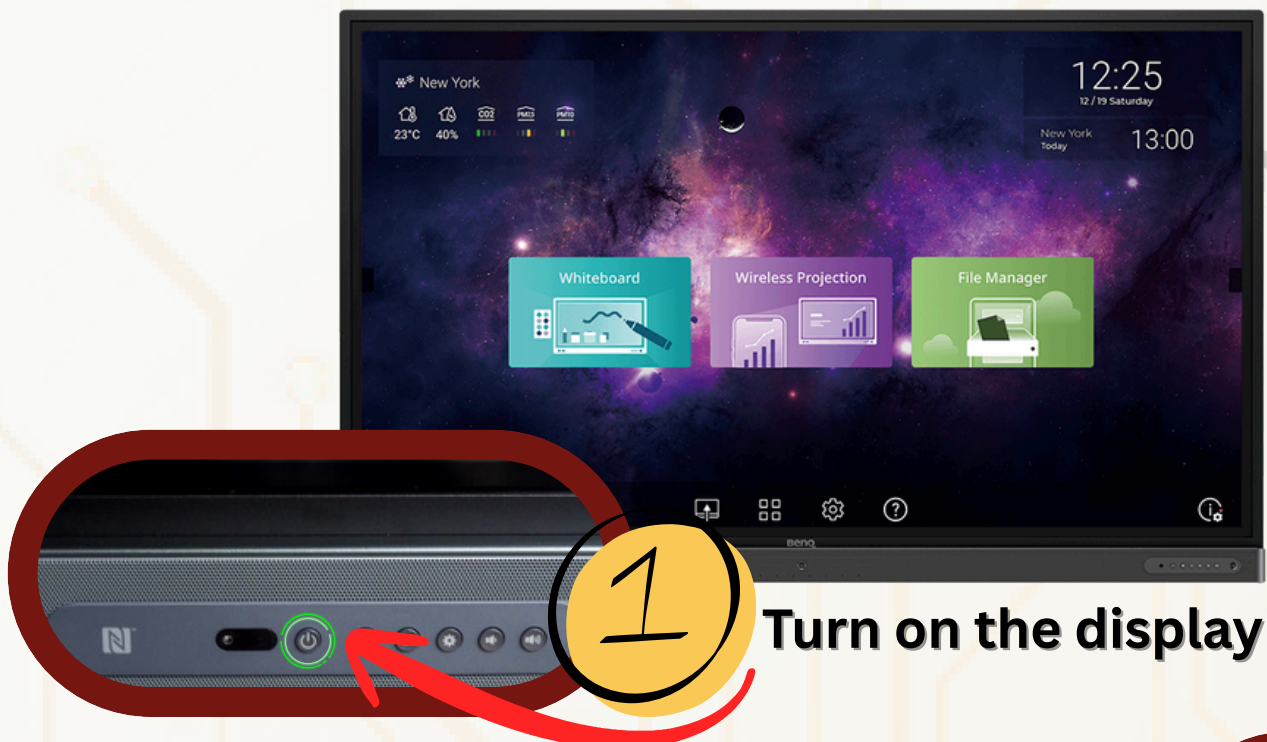 New York
CO2
PM2.5
PM10
23°C
40%
12:25
12 / 19 Saturday
New York
Today
13:00
Whiteboard
Wireless Projection
File Manager
BenQ
1
Turn on the display